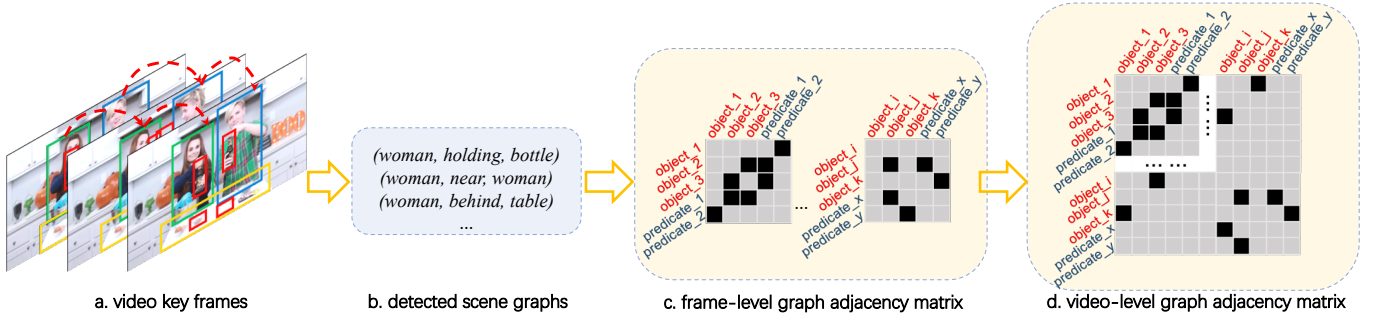 (woman, holding, bottle)
(woman, near, woman)
(woman, behind, table)
...
object_1
object_2
object_3
predicate_1
predicate_2
object_1
object_2
object_3
predicate_1
predicate_2
...
object_i
object_j
object_k
predicate_x
predicate_y
object_i
object_j
object_k
predicate_x
predicate_y
object_1
object_2
object_3
predicate_1
predicate_2
object_i
object_j
object_k
predicate_x
predicate_y
object_1
object_2
object_3
predicate_1
predicate_2
...
... ...
object_i
object_j
object_k
predicate_x
predicate_y
a. video key frames
b. detected scene graphs
c. frame-level graph adjacency matrix
d. video-level graph adjacency matrix